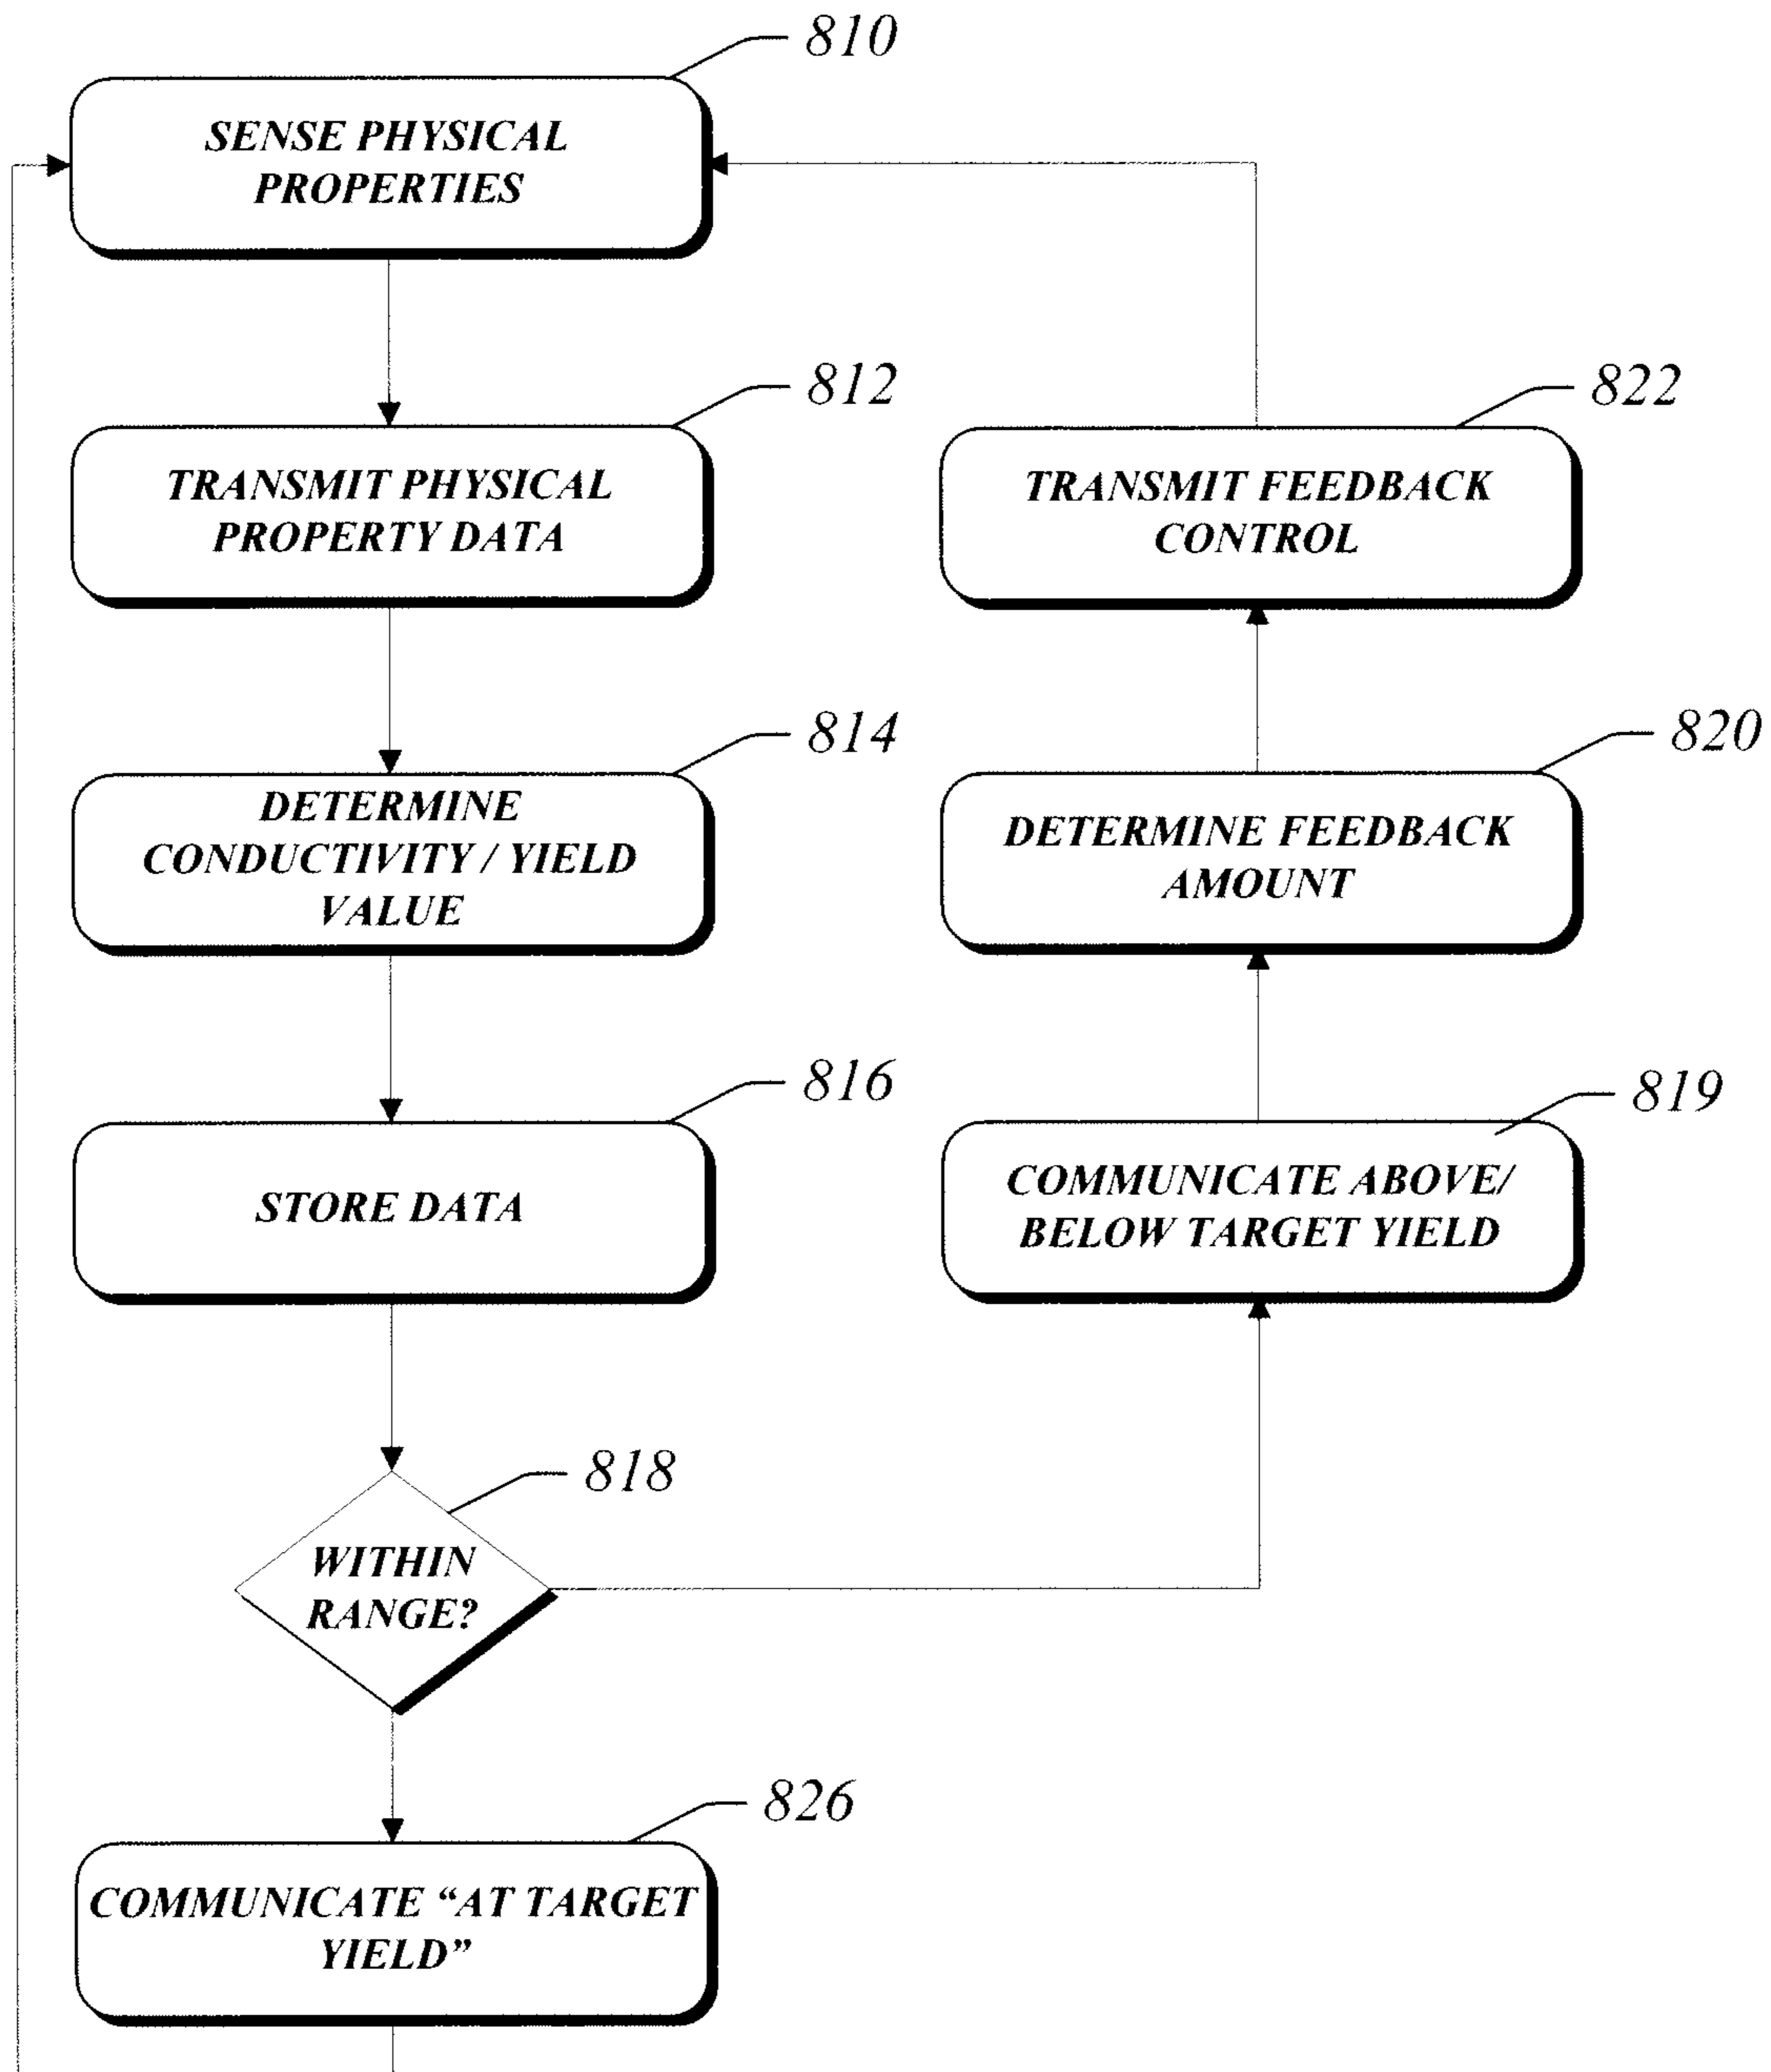 810
SENSE PHYSICAL
PROPERTIES
812
TRANSMIT PHYSICAL
PROPERTY DATA
822
TRANSMIT FEEDBACK
CONTROL
814
DETERMINE
CONDUCTIVITY / YIELD
VALUE
820
DETERMINE FEEDBACK
AMOUNT
816
STORE DATA
819
COMMUNICATE ABOVE/
BELOW TARGET YIELD
818
WITHIN
RANGE?
826
COMMUNICATE “AT TARGET
YIELD”